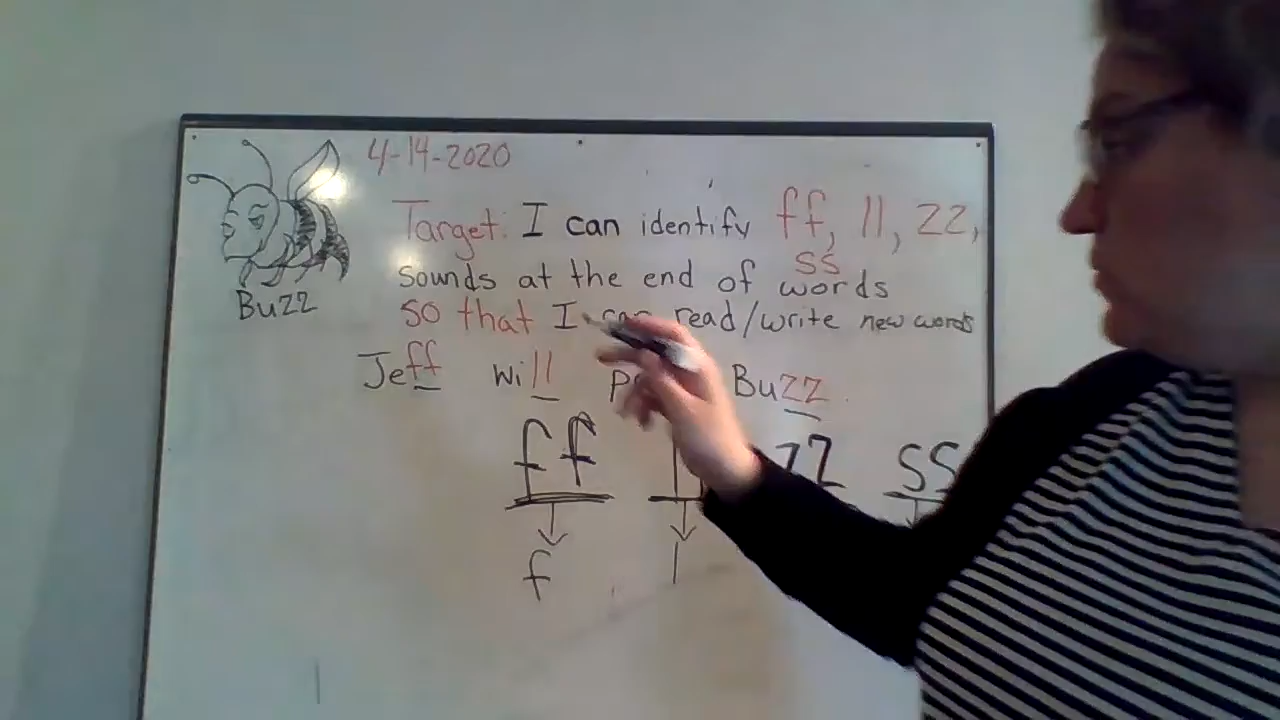 4-14-2020
Target: I can identify ff, ll, zz,
ss
sounds at the end of words
so that I can read/write new words
Buzz
Jeff Will Buzz
ff zz ss
f l